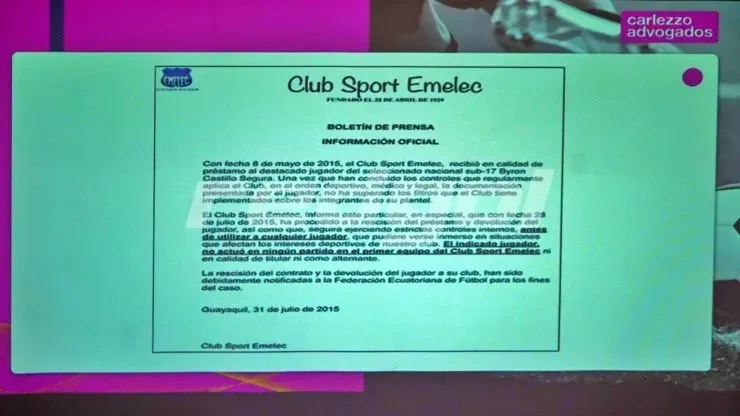 carlezzo
advogados
EMELEC
Club Sport Emelec
FUNDADO EL 28 DE ABRIL DE 1929
BOLETÍN DE PRENSA
INFORMACIÓN OFICIAL
Con fecha 8 de mayo de 2015, el Club Sport Emelec, recibió en calidad de
préstamo al destacado jugador del seleccionado nacional sub-17 Byron
Castillo Segura. Una vez que han concluido los controles que regularmente
aplica el Club, en el orden deportivo, médico y legal, la documentación
presentada por el jugador, no ha superado los filtros que el Club tiene
implementados sobre los integrantes de su plantel.
El Club Sport Emelec, informa este particular, en especial, que con fecha 28
de julio de 2015, ha procedido a la rescisión del préstamo y devolución del
jugador, así como que, seguirá ejerciendo estrictos controles internos, antes
de utilizar a cualquier jugador, que pudiere verse inmerso en situaciones
que afectan los intereses deportivos de nuestro club. El indicado jugador,
no actuó en ningún partido en el primer equipo del Club Sport Emelec ni
en calidad de titular ni como alternante.
La rescisión del contrato y la devolución del jugador a su club, han sido
debidamente notificadas a la Federación Ecuatoriana de Fútbol para los fines
del caso.
Guayaquil, 31 de julio de 2015
Club Sport Emelec